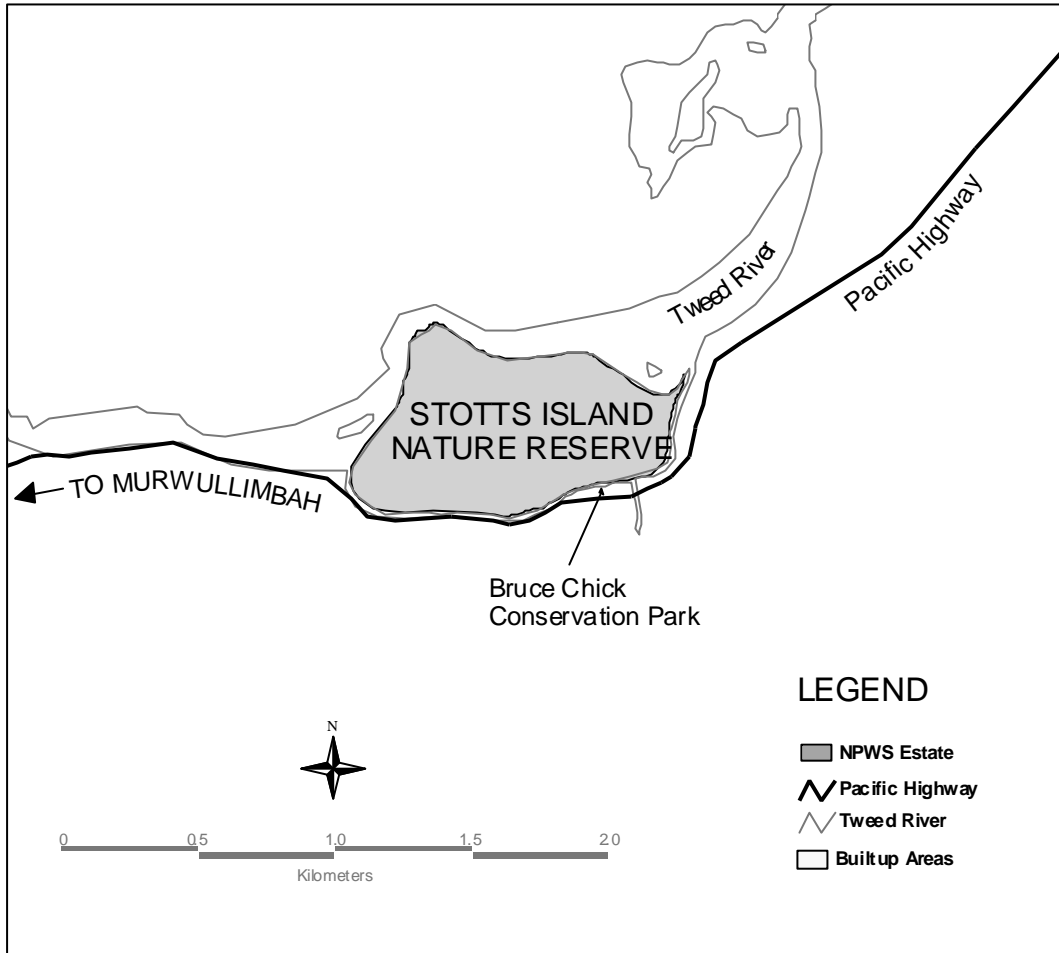 Pacific Highway
Tweed River
STOTTS ISLAND
NATURE RESERVE
TO MURWULLIMBAH
Bruce Chick
Conservation Park
LEGEND
NPWS Estate
Pacific Highway
Tweed River
Builtup Areas
N
0 0.5 1.0 1.5 2.0
Kilometers